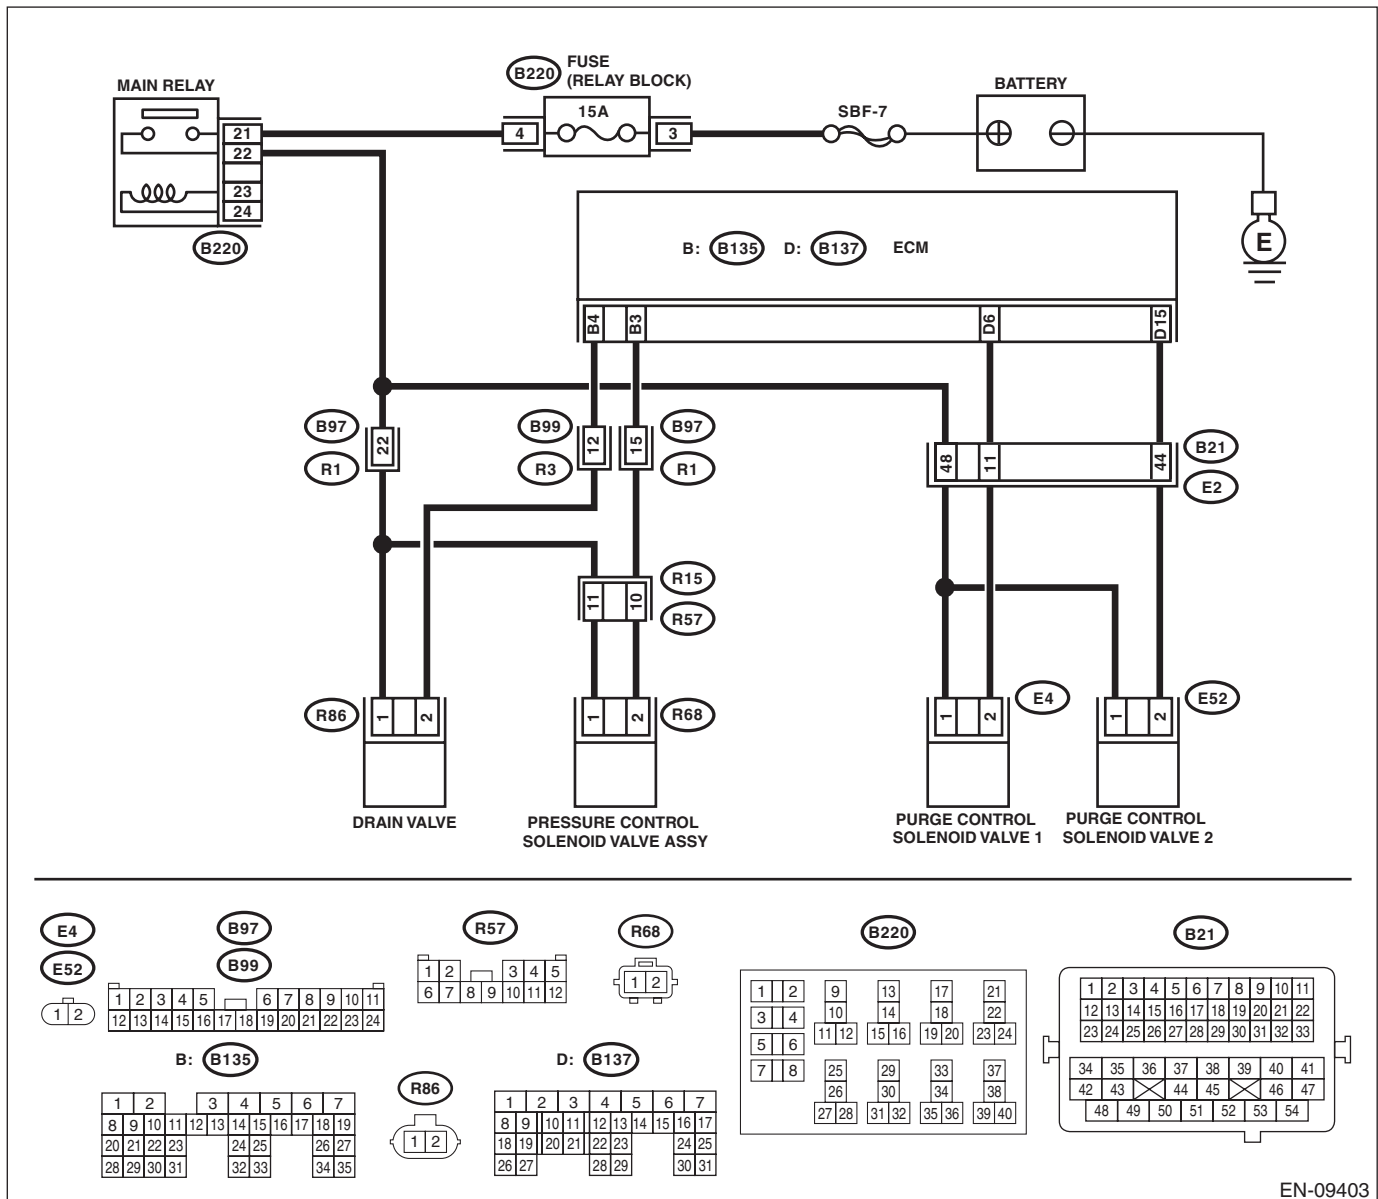 MAIN RELAY
21
22
23
24
B220
B220
FUSE
(RELAY BLOCK)
15A
4
3
SBF-7
BATTERY
E
B: B135 D: B137 ECM
B4 B3 D6 D15
B97
R1
22
B99
R3
12
15
B97
R1
48 11 44
B21
E2
11 10
R15
R57
R86
1 2
DRAIN VALVE
1 2
R68
PRESSURE CONTROL
SOLENOID VALVE ASSY
1 2
E4
PURGE CONTROL
SOLENOID VALVE 1
1 2
E52
PURGE CONTROL
SOLENOID VALVE 2
E4
E52
1 2
B97
B99
1 2 3 4 5 6 7 8 9 10 11
12 13 14 15 16 17 18 19 20 21 22 23 24
R57
1 2 3 4 5
6 7 8 9 10 11 12
R68
1 2
B: B135
1 2 3 4 5 6 7
8 9 10 11 12 13 14 15 16 17 18 19
20 21 22 23 24 25 26 27
28 29 30 31 32 33 34 35
R86
1 2
D: B137
1 2 3 4 5 6 7
8 9 10 11 12 13 14 15 16 17
18 19 20 21 22 23 24 25
26 27 28 29 30 31
B220
1 2 9 13 17 21
3 4 10 14 18 22
11 12 15 16 19 20 23 24
5 6 25 29 33 37
7 8 26 30 34 38
27 28 31 32 35 36 39 40
B21
1 2 3 4 5 6 7 8 9 10 11
12 13 14 15 16 17 18 19 20 21 22
23 24 25 26 27 28 29 30 31 32 33
34 35 36 37 38 39 40 41
42 43 44 45 46 47
48 49 50 51 52 53 54
EN-09403